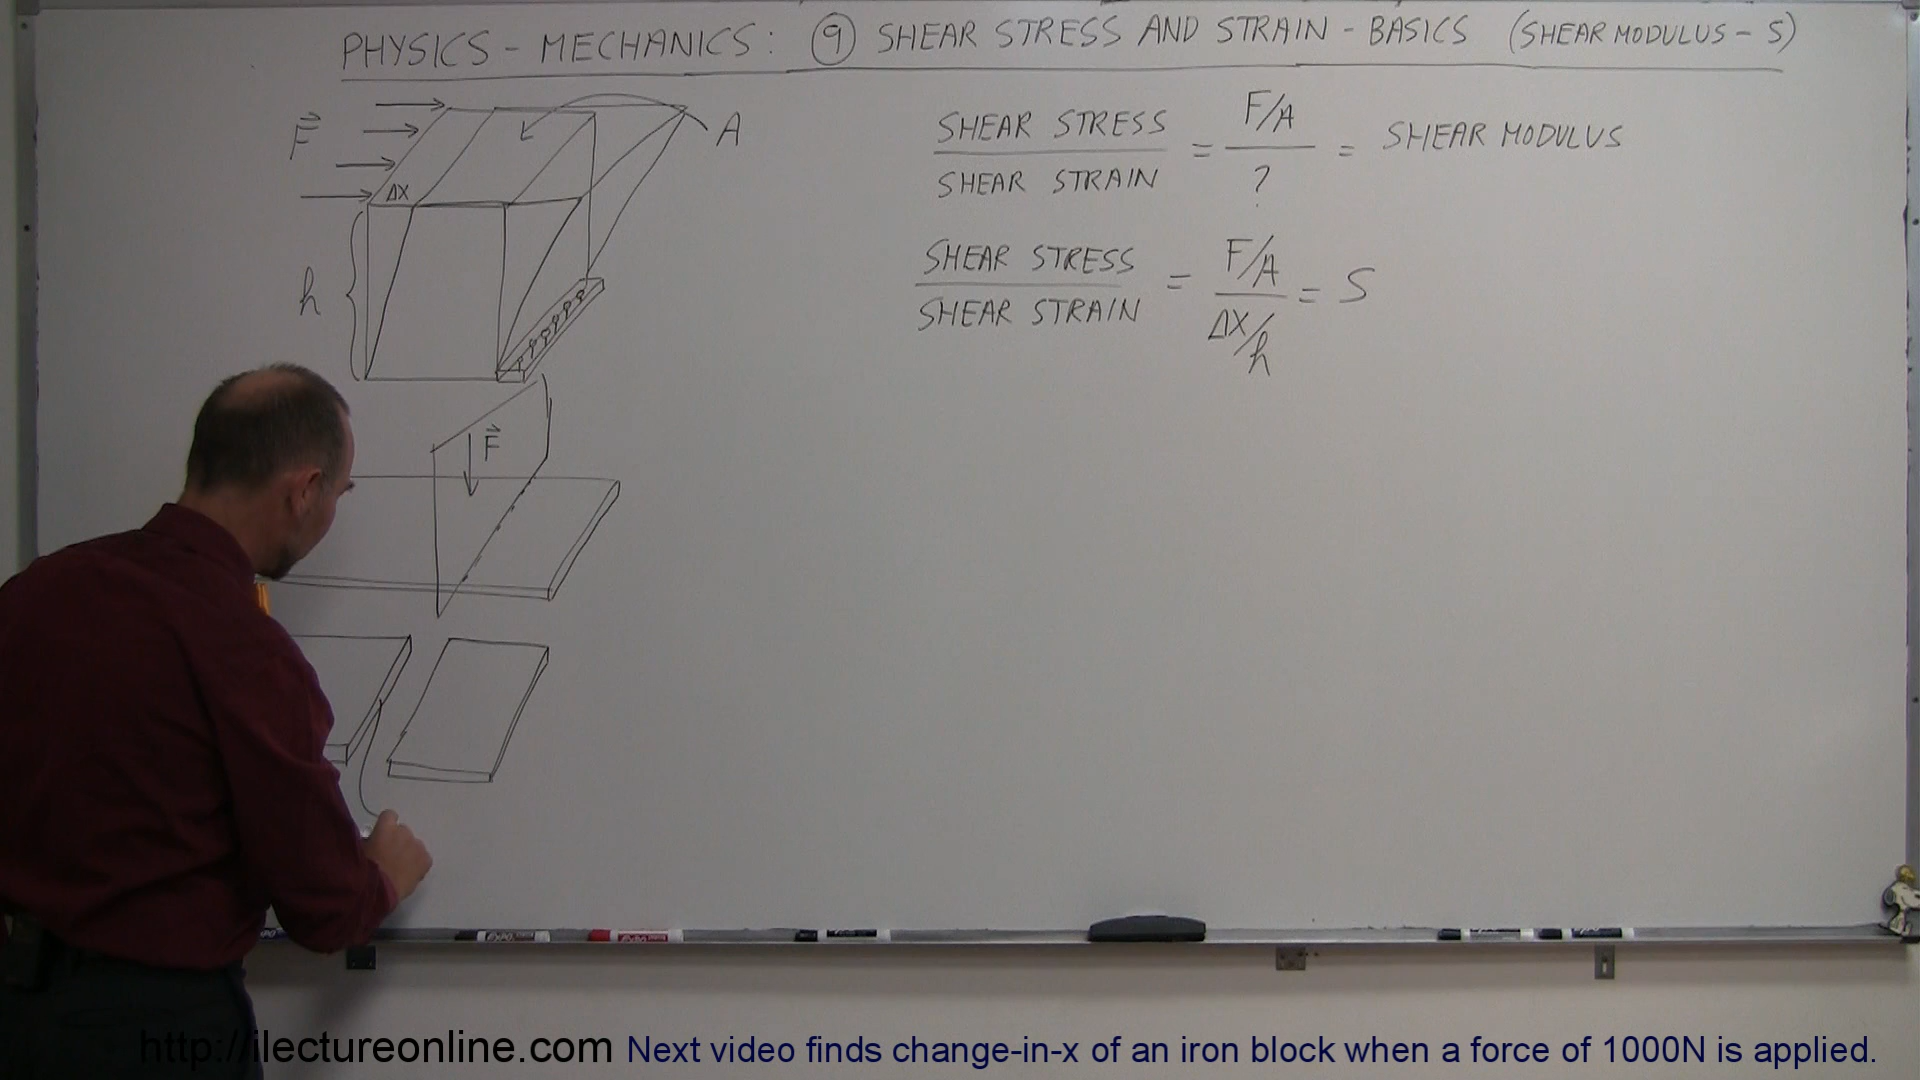 PHYSICS - MECHANICS: 9 SHEAR STRESS AND STRAIN - BASICS (SHEAR MODULUS - S)
F
A
ΔX
h
SHEAR STRESS / SHEAR STRAIN = F/A / ? = SHEAR MODULUS
SHEAR STRESS / SHEAR STRAIN = F/A / ΔX/h = S
F
http://ilectureonline.com Next video finds change-in-x of an iron block when a force of 1000N is applied.